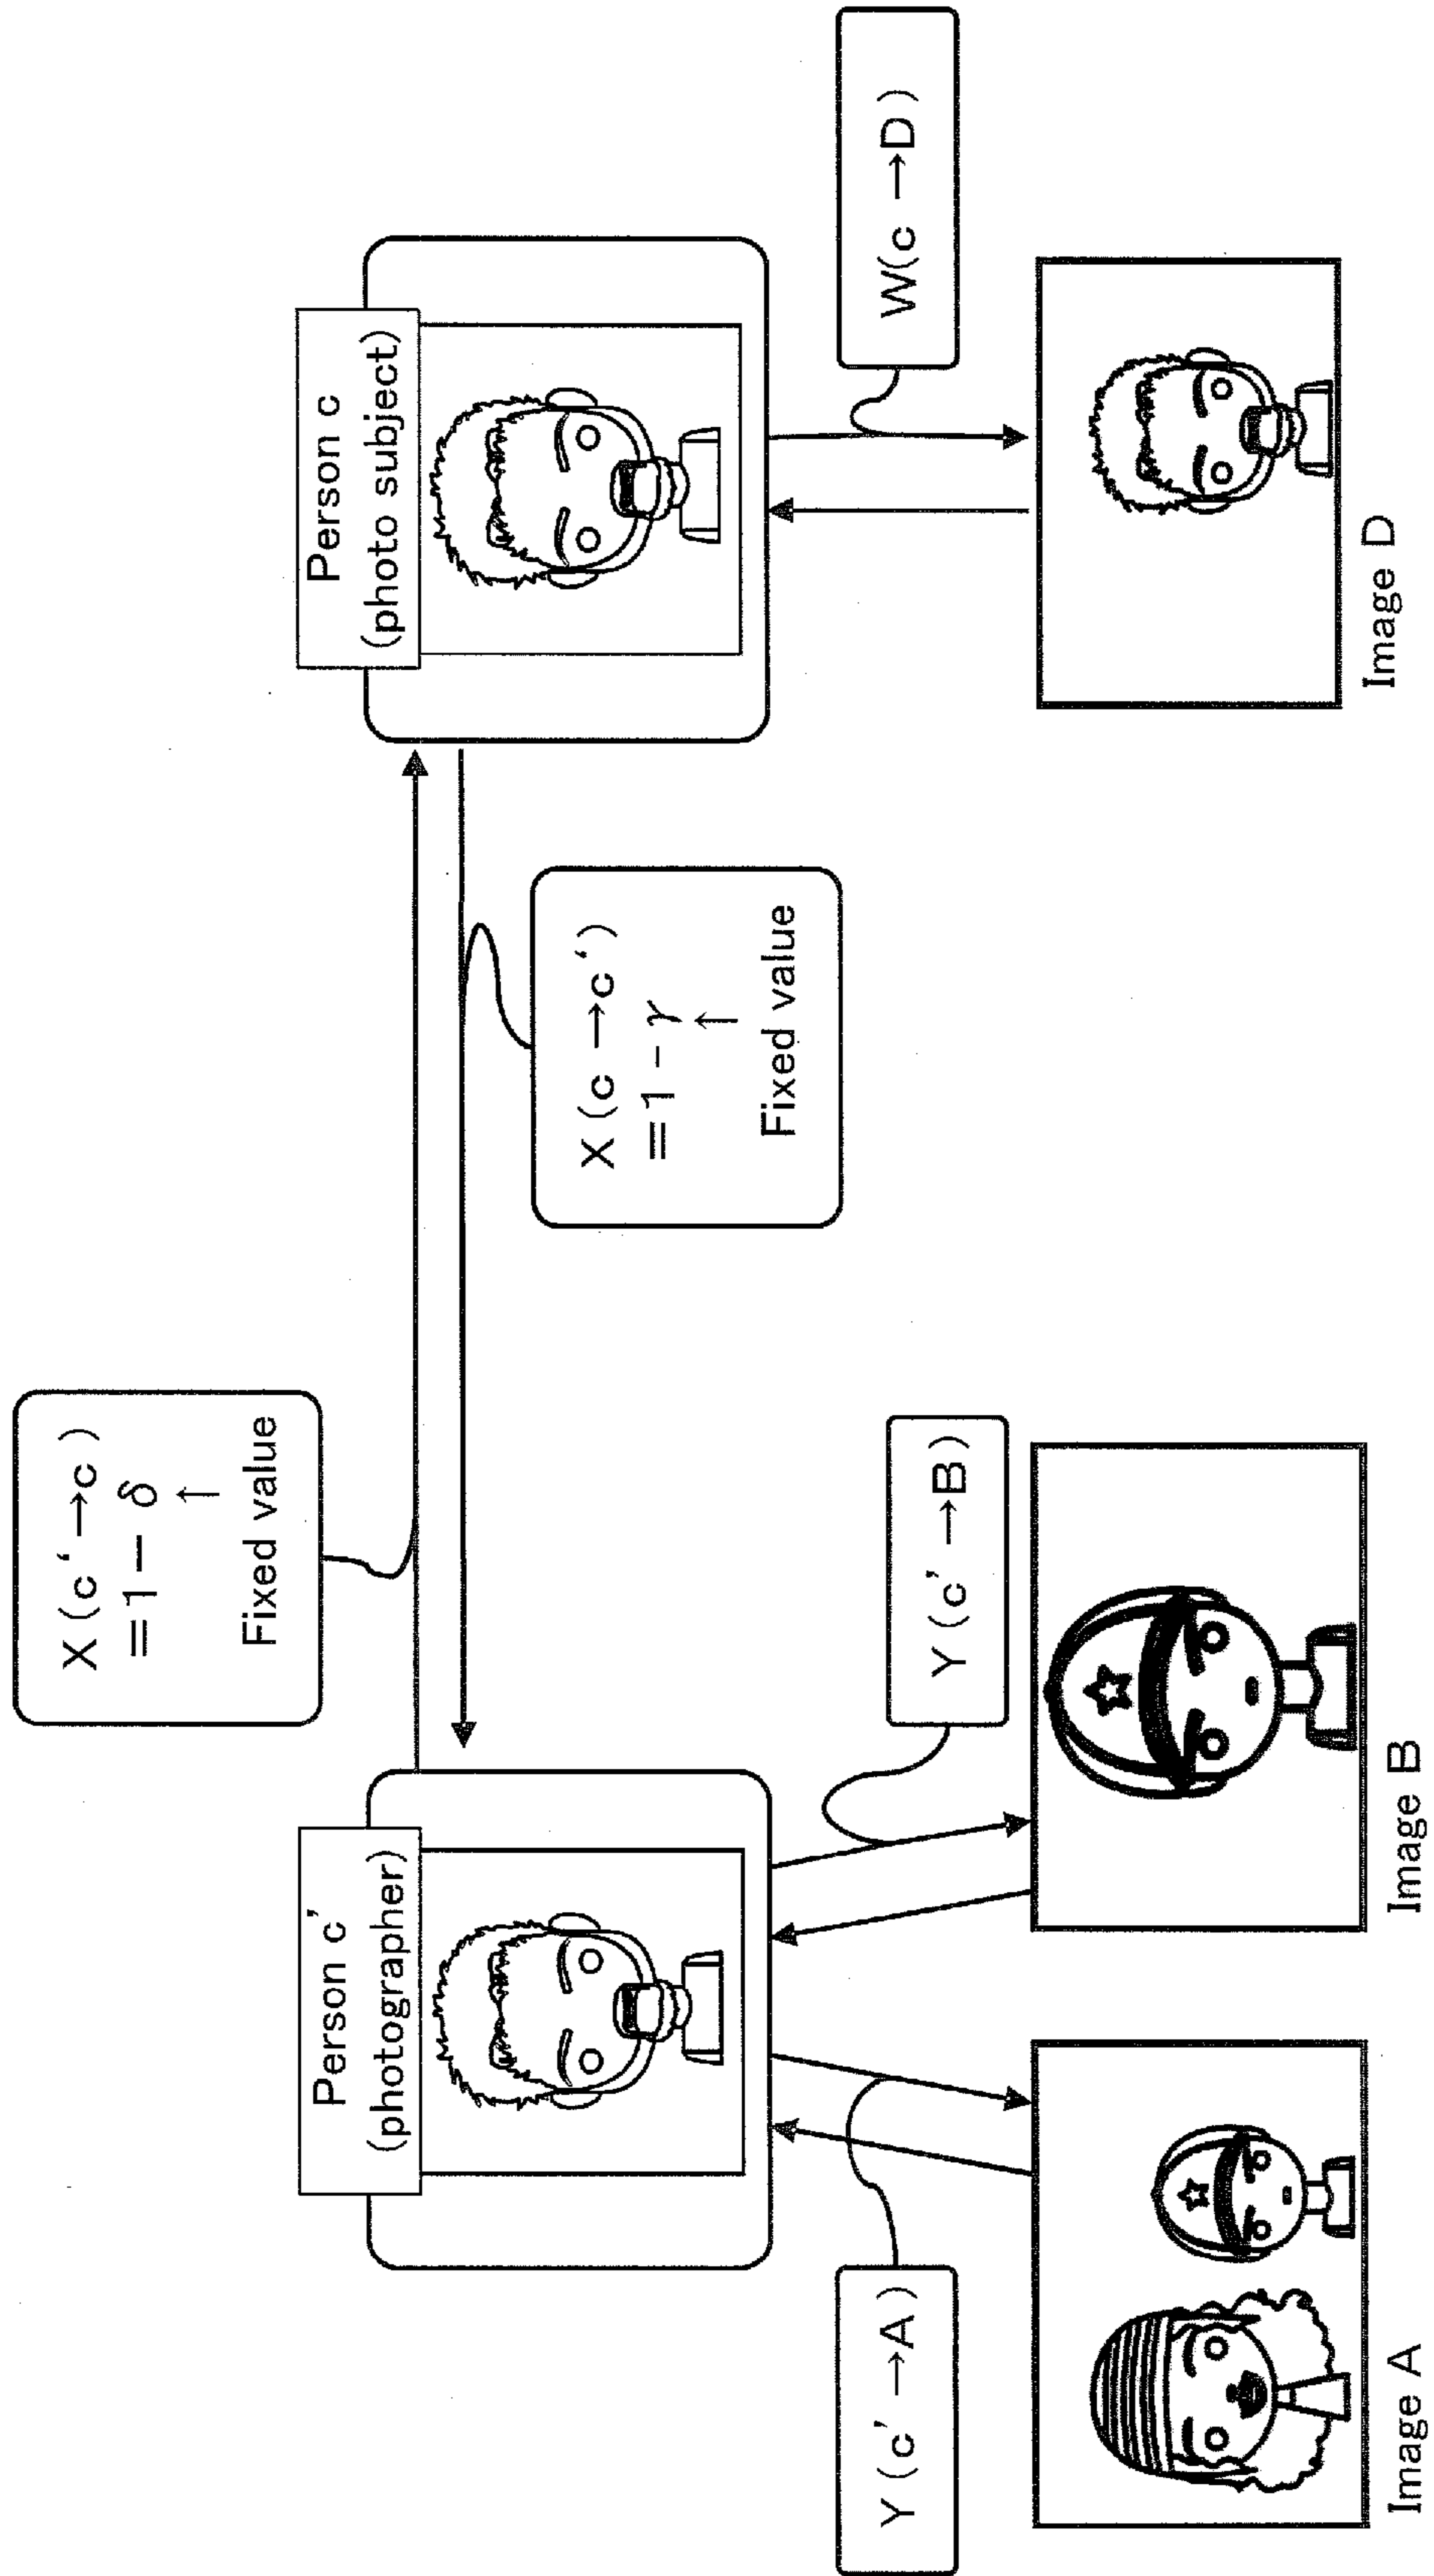 X(c‘→c)
=1− δ
↑
Fixed value
Person c’
(photographer)
Person c
(photo subject)
X(c →c‘)
=1 - γ
↑
Fixed value
Y(c’→A)
Y(c’→B)
W(c →D)
Image A
Image B
Image D